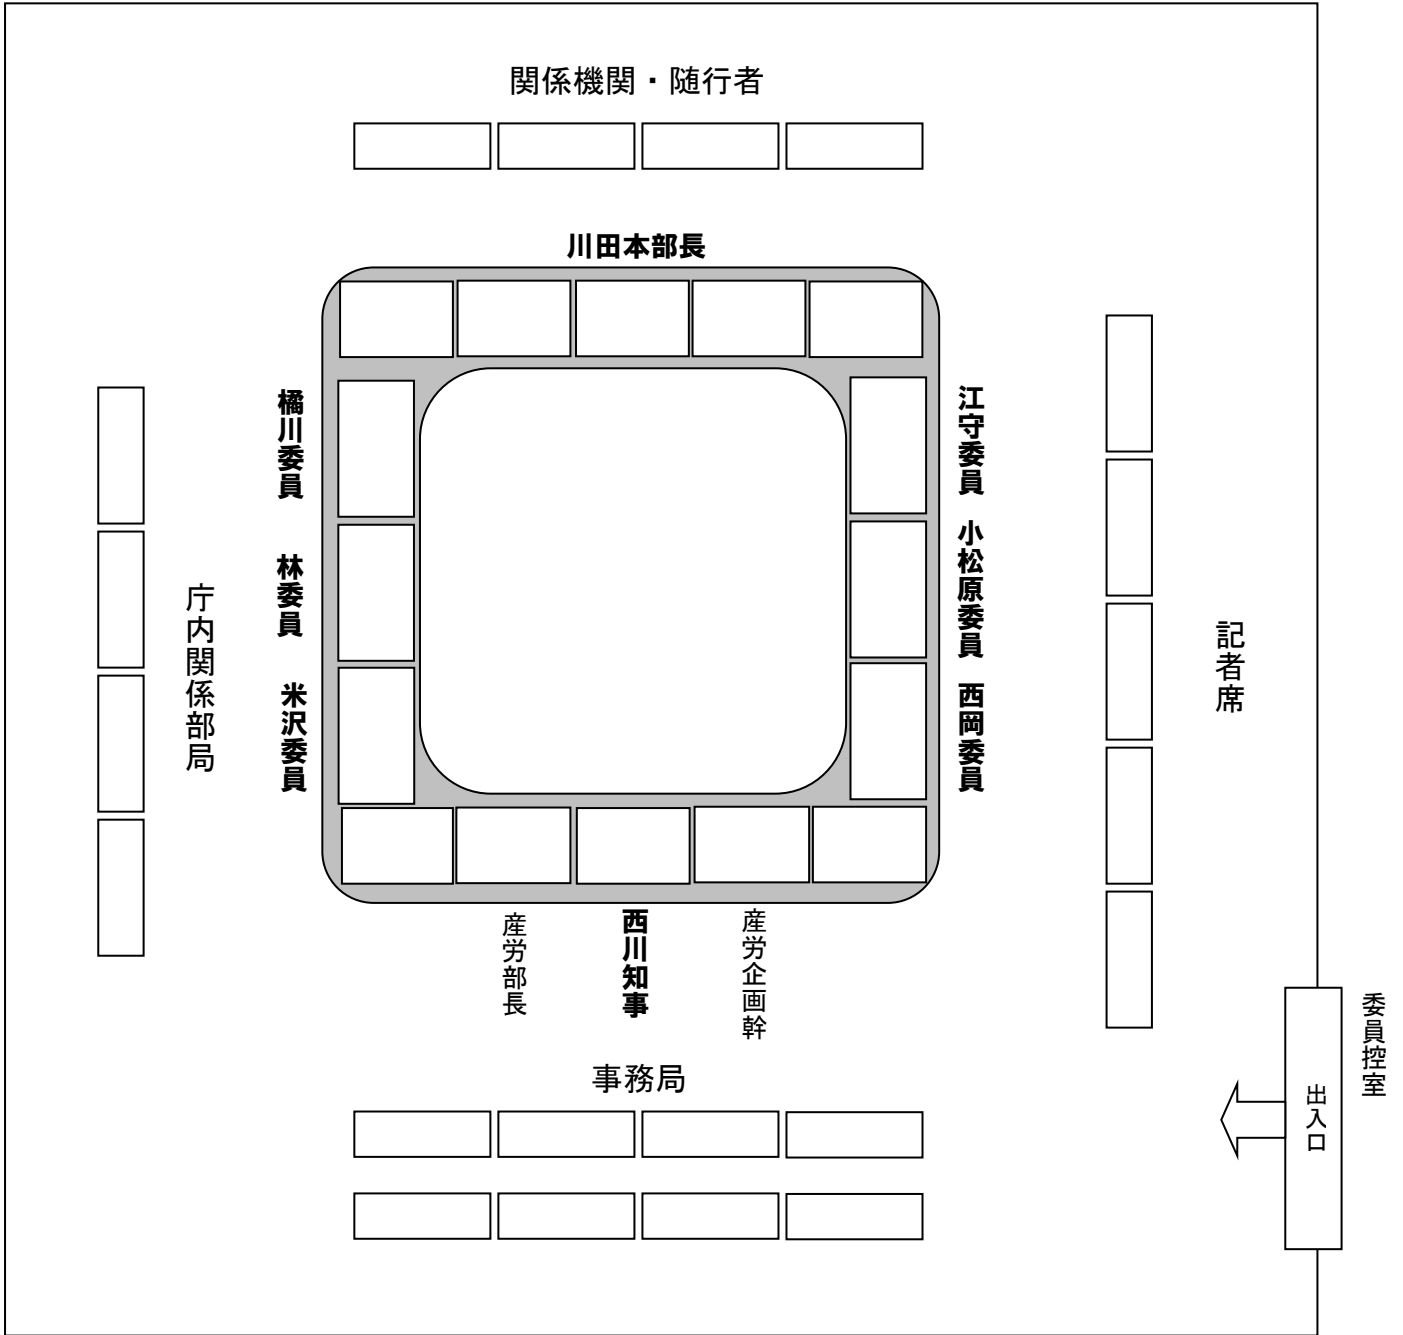 関係機関・随行者
川田本部長
橘川委員
林委員
米沢委員
江守委員
小松原委員
西岡委員
庁内関係部局
記者席
産労部長
西川知事
産労企画幹
事務局
委員控室
出入口